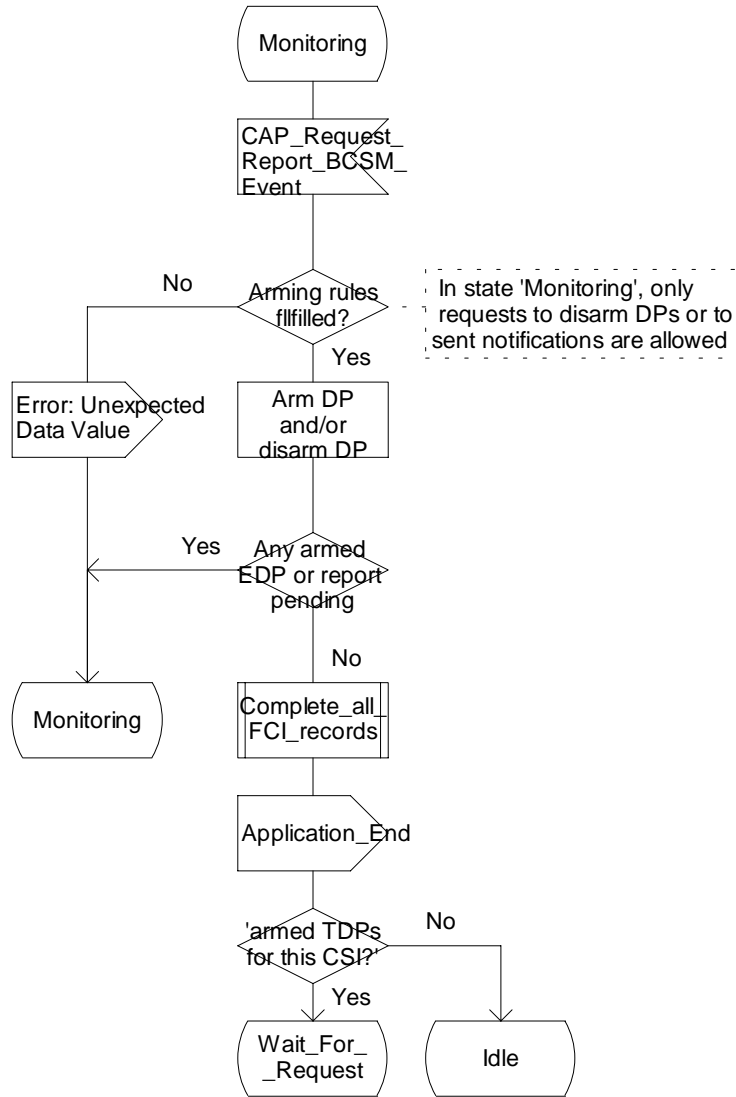 Monitoring
CAP_Request_
Report_BCSM_
Event
No
Arming rules
flfilled?
In state 'Monitoring', only
requests to disarm DPs or to
sent notifications are allowed
Yes
Error: Unexpected
Data Value
Arm DP
and/or
disarm DP
Yes
Any armed
EDP or report
pending
No
Monitoring
Complete_all_
FCI_records
Application_End
'armed TDPs
for this CSI?'
No
Yes
Wait_For_
_Request
Idle